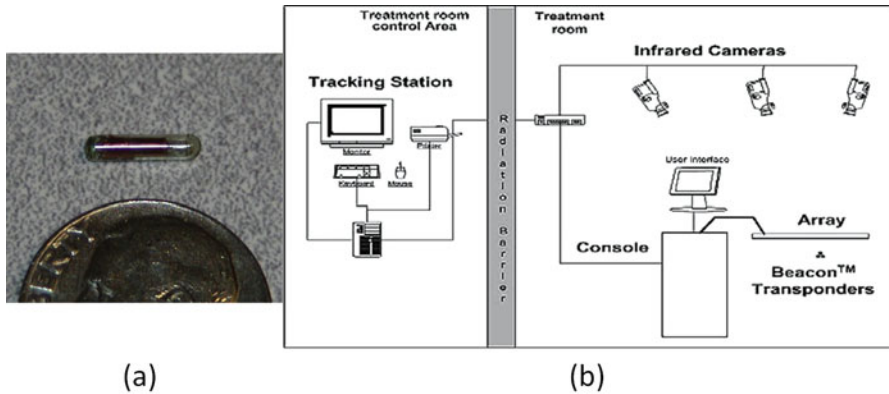 BERTY
Treatment room
control Area
Tracking Station
Monitor
Printer
Keyboard
Mouse
Radiation Barrier
Treatment
room
Infrared Cameras
User Interface
Console
Array
Beacon™
Transponders
(a)
(b)